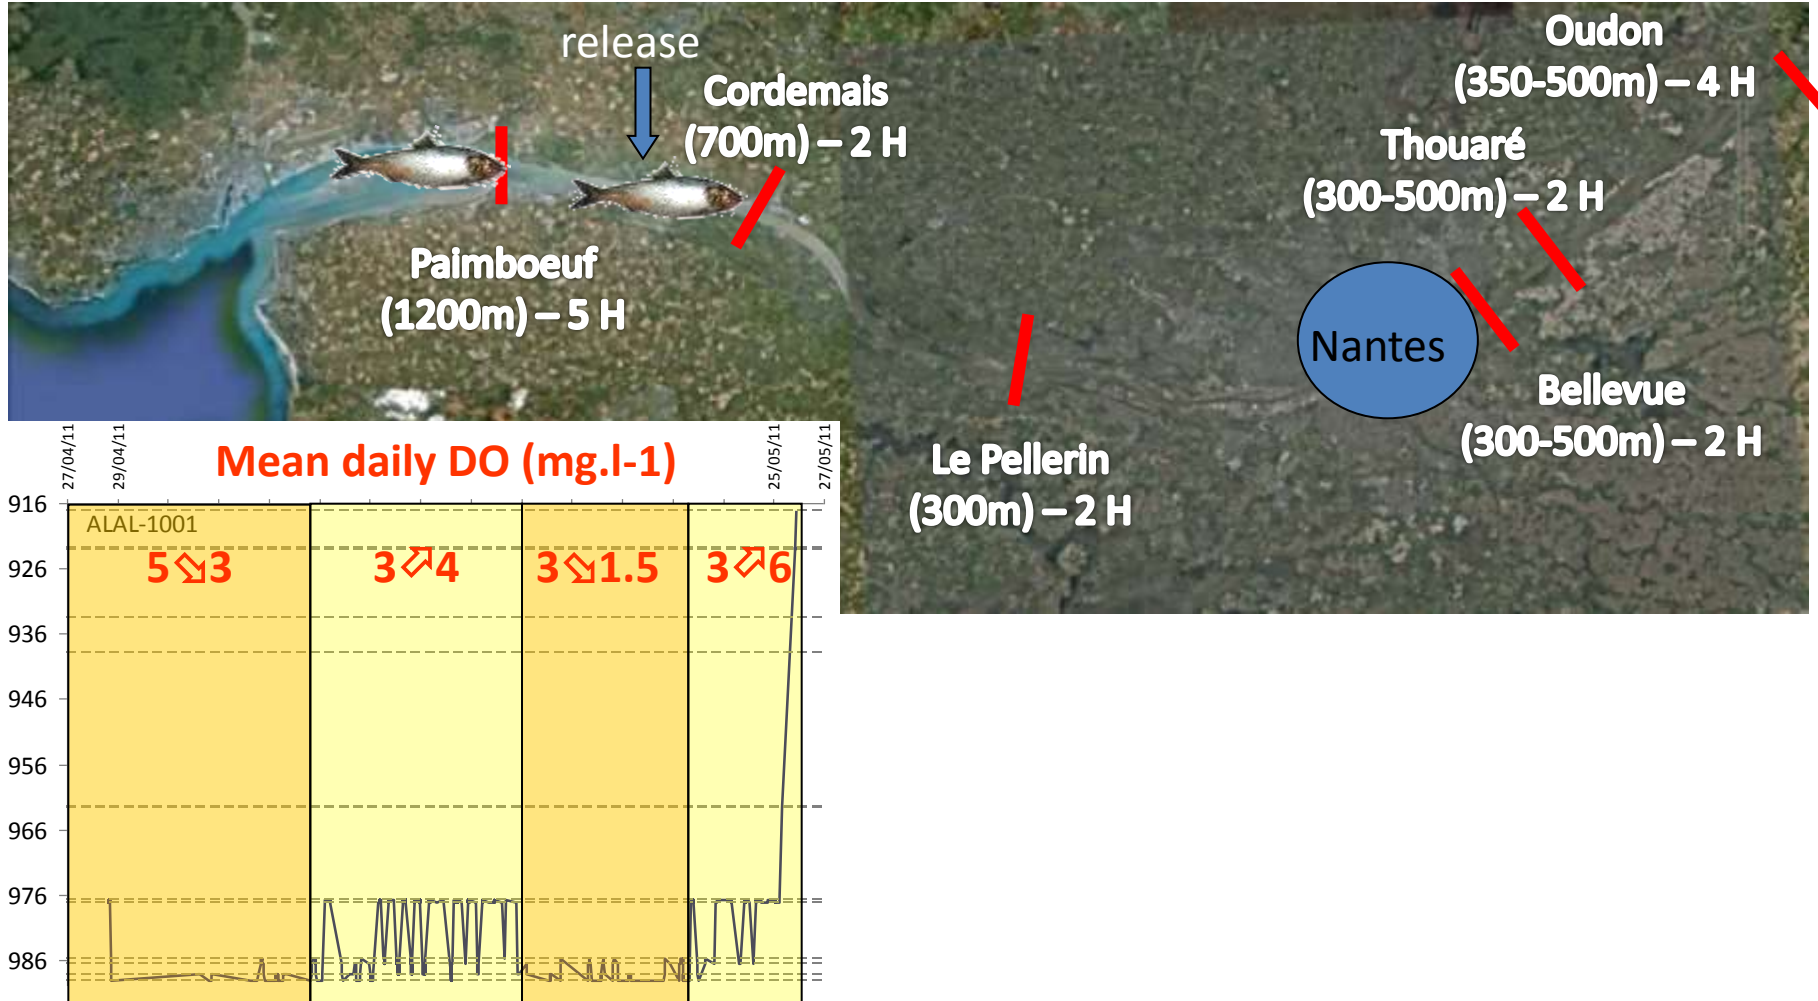 release
Oudon
(350-500m) – 4 H
Cordemais
(700m) – 2 H
Thouaré
(300-500m) – 2 H
Paimboeuf
(1200m) – 5 H
Nantes
Bellevue
(300-500m) – 2 H
Le Pellerin
(300m) – 2 H
27/04/11
29/04/11
Mean daily DO (mg.l-1)
25/05/11
27/05/11
ALAL-1001
5 3
3 4
3 1.5
3 6
916
926
936
946
956
966
976
986